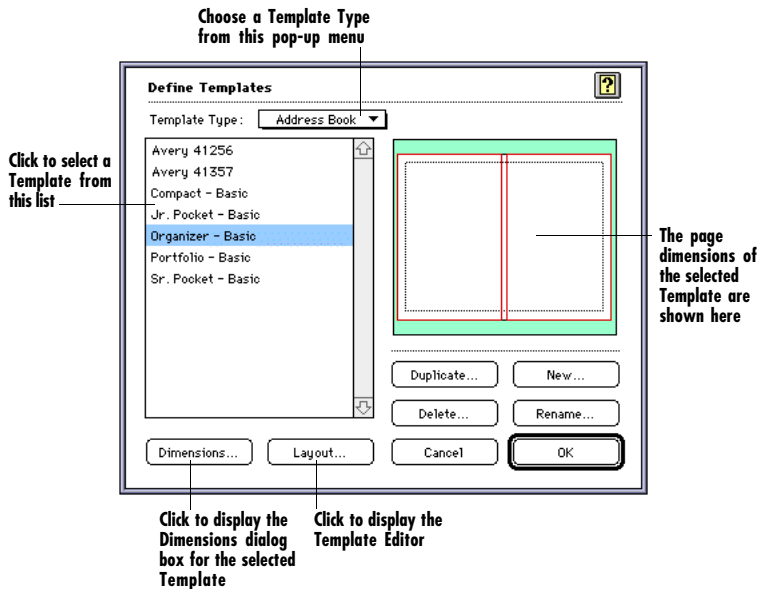 Choose a Template Type
from this pop-up menu
Define Templates
?
Template Type:
Address Book
Click to select a
Template from
this list
Avery 41256
Avery 41357
Compact - Basic
Jr. Pocket - Basic
Organizer - Basic
Portfolio - Basic
Sr. Pocket - Basic
The page
dimensions of
the selected
Template are
shown here
Duplicate...
New...
Delete...
Rename...
Dimensions...
Layout...
Cancel
OK
Click to display the
Dimensions dialog
box for the selected
Template
Click to display the
Template Editor